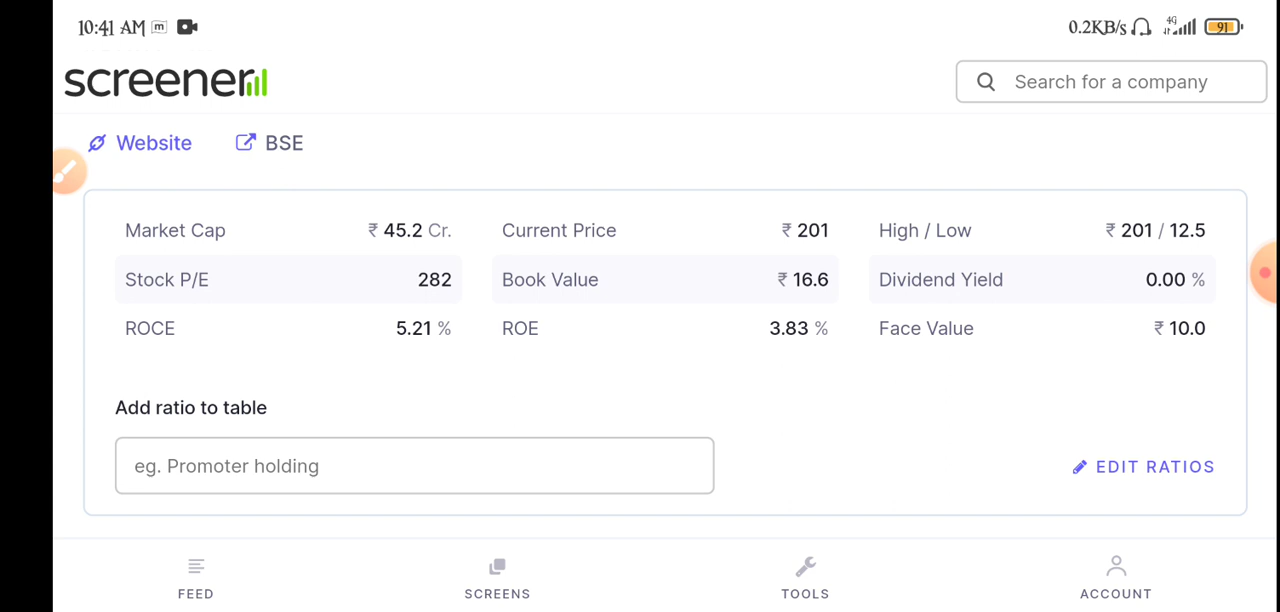 10:41 AM m 0.2KB/s 4G 91
screener Search for a company
Website BSE
Market Cap ₹ 45.2 Cr. Current Price ₹ 201 High / Low ₹ 201 / 12.5
Stock P/E 282 Book Value ₹ 16.6 Dividend Yield 0.00 %
ROCE 5.21 % ROE 3.83 % Face Value ₹ 10.0
Add ratio to table
eg. Promoter holding EDIT RATIOS
FEED SCREENS TOOLS ACCOUNT